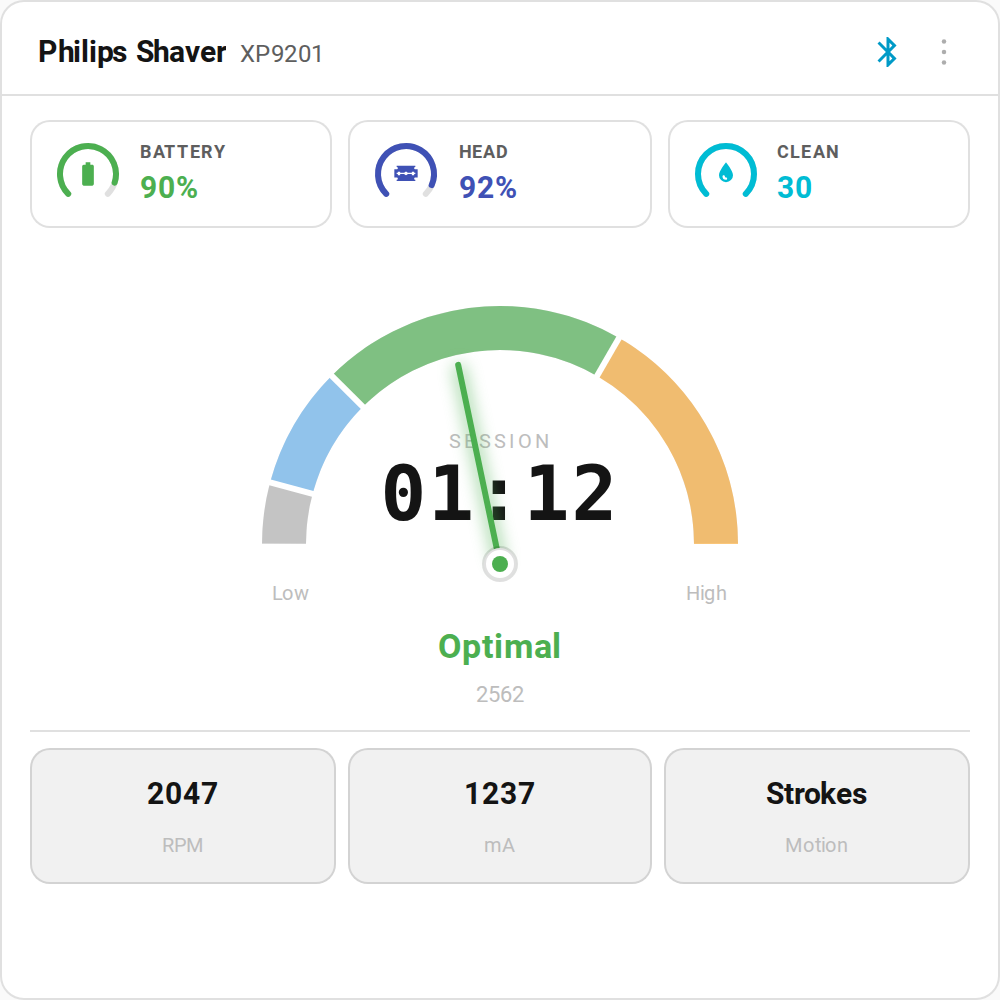 Philips Shaver XP9201
BATTERY
90%
HEAD
92%
CLEAN
30
SESSION
01:12
Low
High
Optimal
2562
2047
RPM
1237
mA
Strokes
Motion